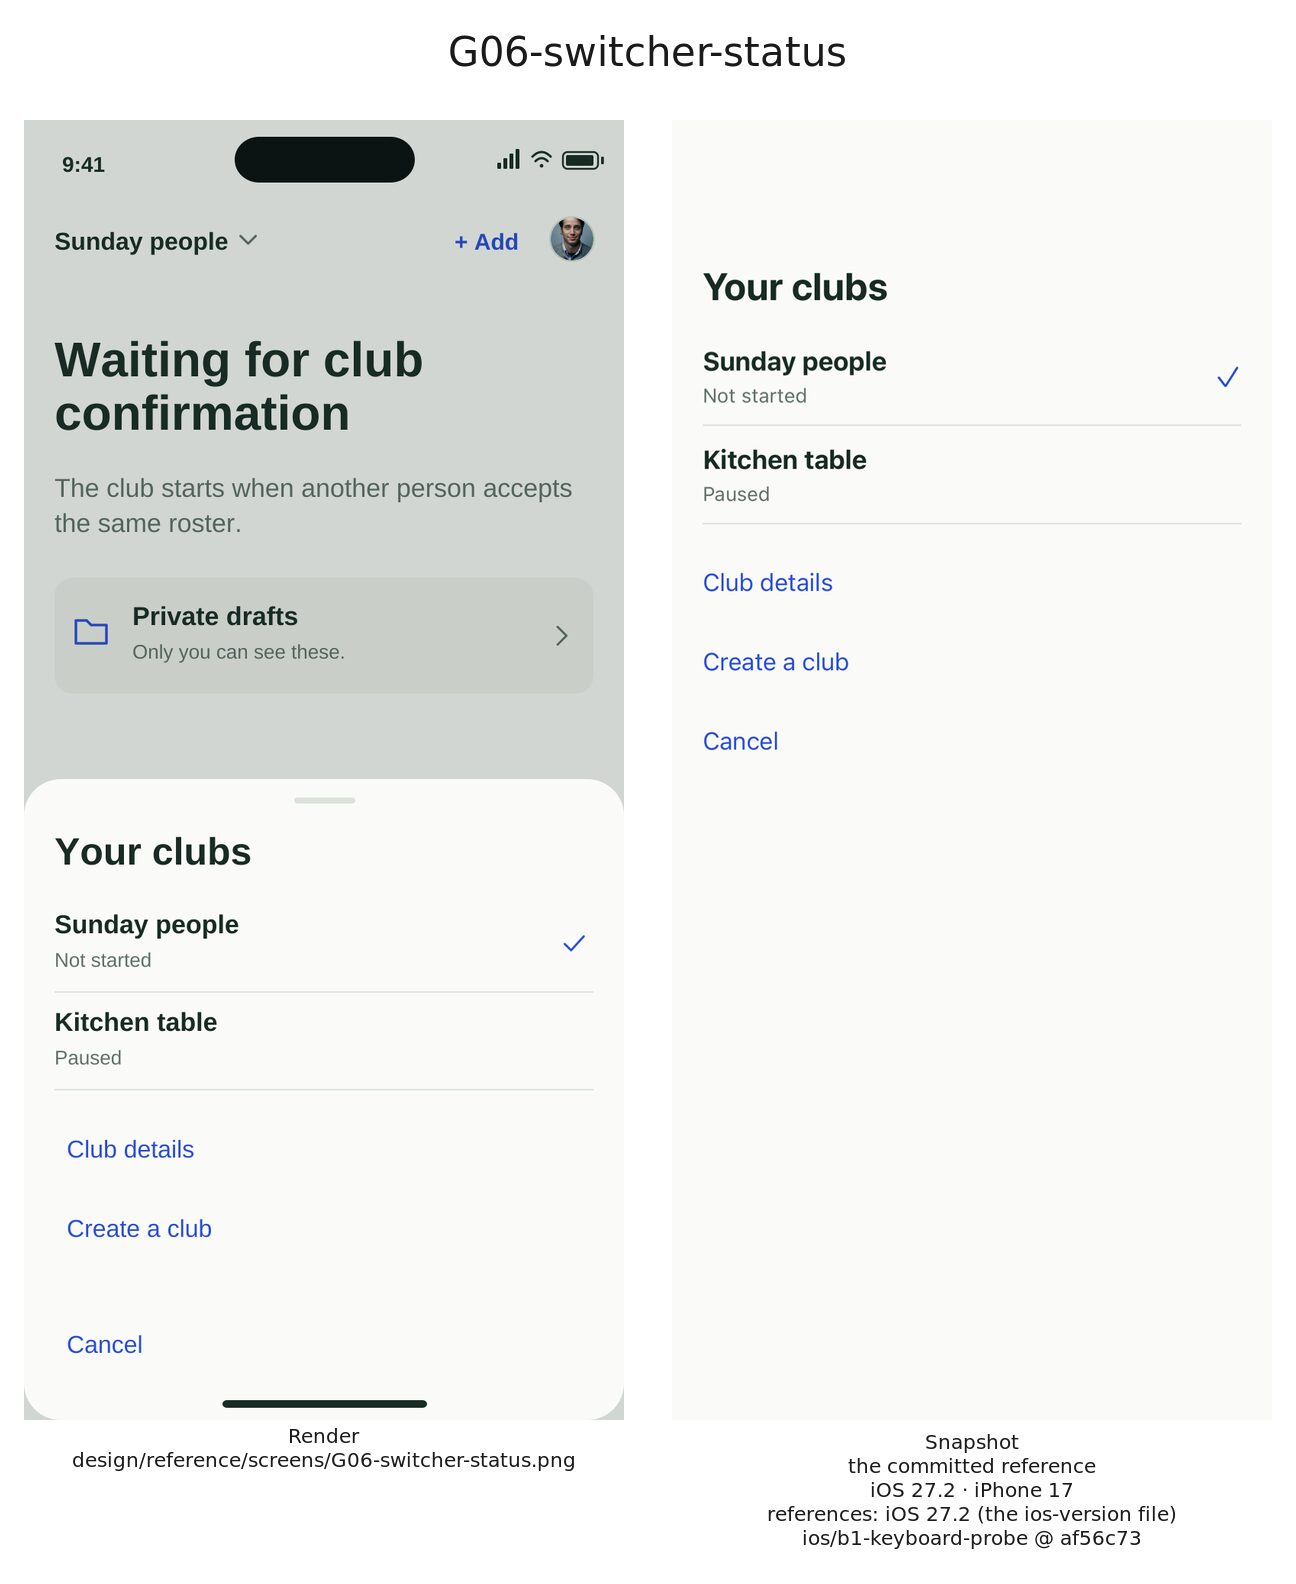 G06-switcher-status
9:41
Sunday people
+ Add
Waiting for club
confirmation
The club starts when another person accepts
the same roster.
Private drafts
Only you can see these.
Your clubs
Sunday people
Not started
Kitchen table
Paused
Club details
Create a club
Cancel
Render
design/reference/screens/G06-switcher-status.png
Your clubs
Sunday people
Not started
Kitchen table
Paused
Club details
Create a club
Cancel
Snapshot
the committed reference
iOS 27.2 · iPhone 17
references: iOS 27.2 (the ios-version file)
ios/b1-keyboard-probe @ af56c73